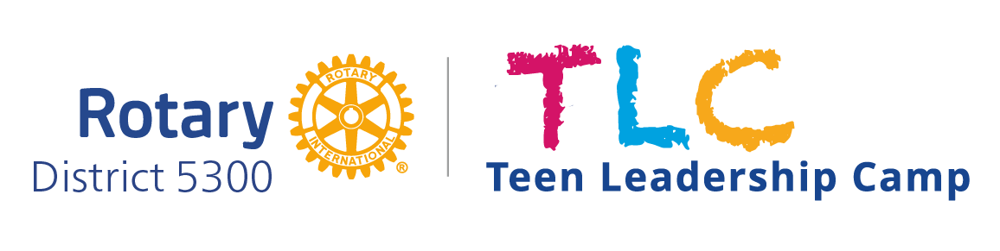 Rotary
District 5300
ROTARY
INTERNATIONAL
®
TLC
Teen Leadership Camp